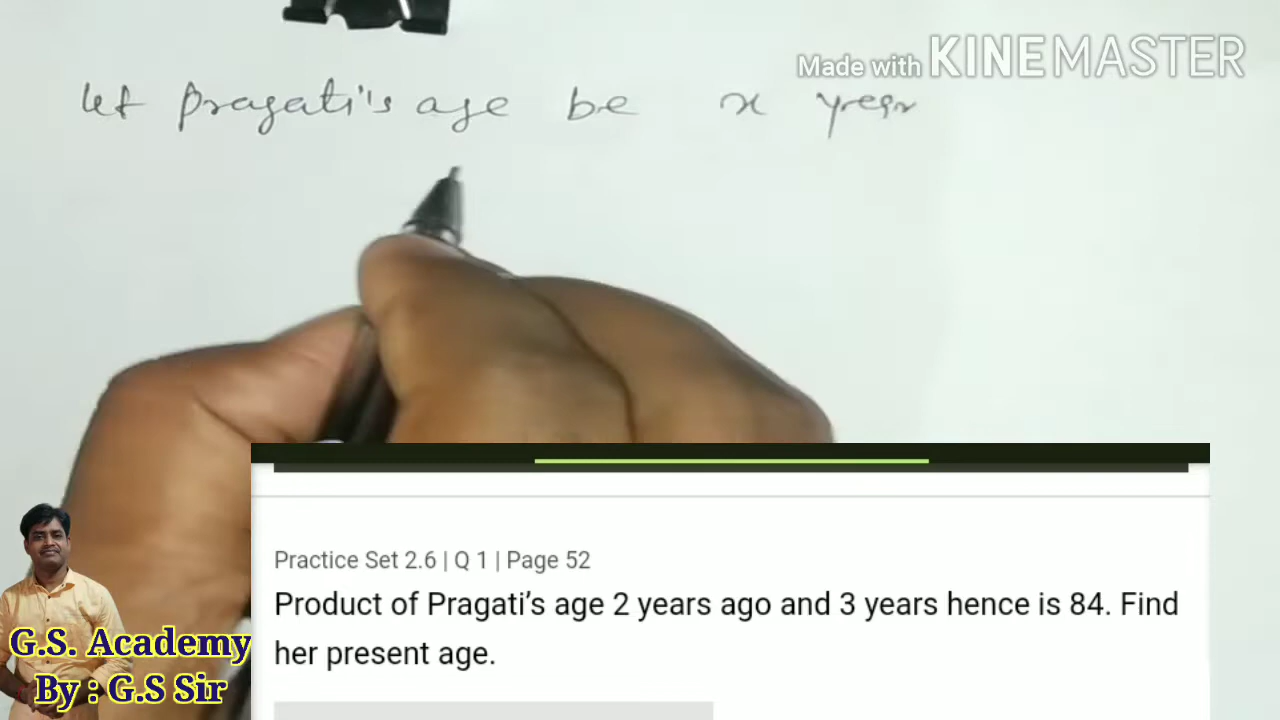 Made with KINEMASTER
let Pragati's age be x year
Practice Set 2.6 | Q 1 | Page 52
Product of Pragati’s age 2 years ago and 3 years hence is 84. Find
her present age.
G.S. Academy
By : G.S Sir